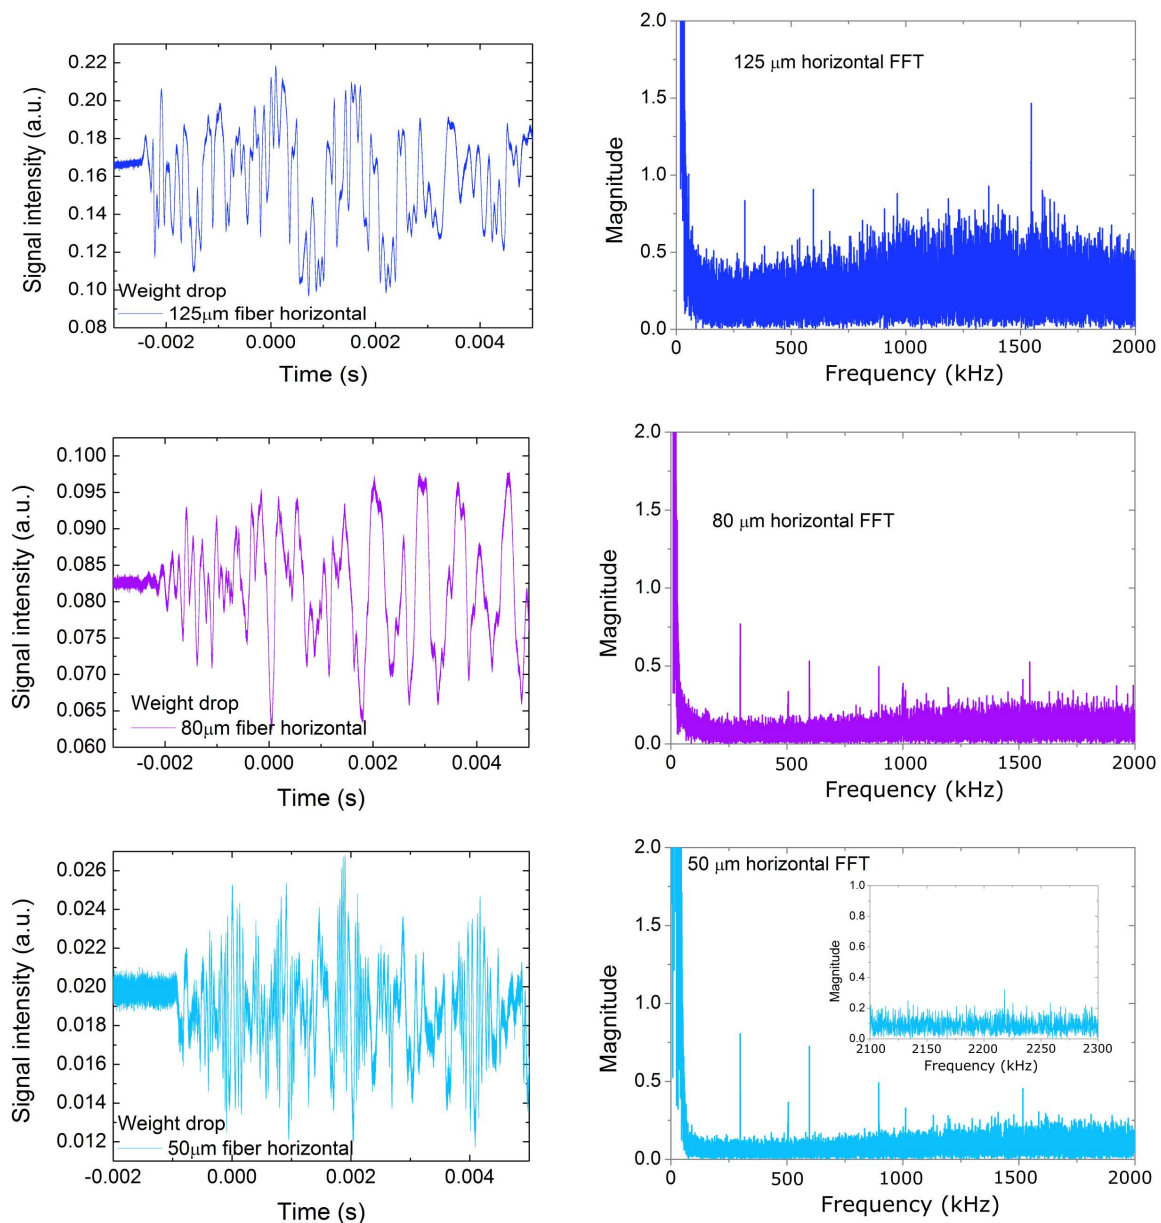 Signal intensity (a.u.)
0.22
0.20
0.18
0.16
0.14
0.12
0.10
0.08
Weight drop
125μm fiber horizontal
-0.002 0.000 0.002 0.004
Time (s)
Magnitude
2.0
1.5
1.0
0.5
0.0
125 μm horizontal FFT
0 500 1000 1500 2000
Frequency (kHz)
Signal intensity (a.u.)
0.100
0.095
0.090
0.085
0.080
0.075
0.070
0.065
0.060
Weight drop
80μm fiber horizontal
-0.002 0.000 0.002 0.004
Time (s)
Magnitude
2.0
1.5
1.0
0.5
0.0
80 μm horizontal FFT
0 500 1000 1500 2000
Frequency (kHz)
Signal intensity (a.u.)
0.026
0.024
0.022
0.020
0.018
0.016
0.014
0.012
Weight drop
50μm fiber horizontal
-0.002 0.000 0.002 0.004
Time (s)
Magnitude
2.0
1.5
1.0
0.5
0.0
50 μm horizontal FFT
Magnitude
1.0
0.8
0.6
0.4
0.2
0.0
2100 2150 2200 2250 2300
Frequency (kHz)
0 500 1000 1500 2000
Frequency (kHz)